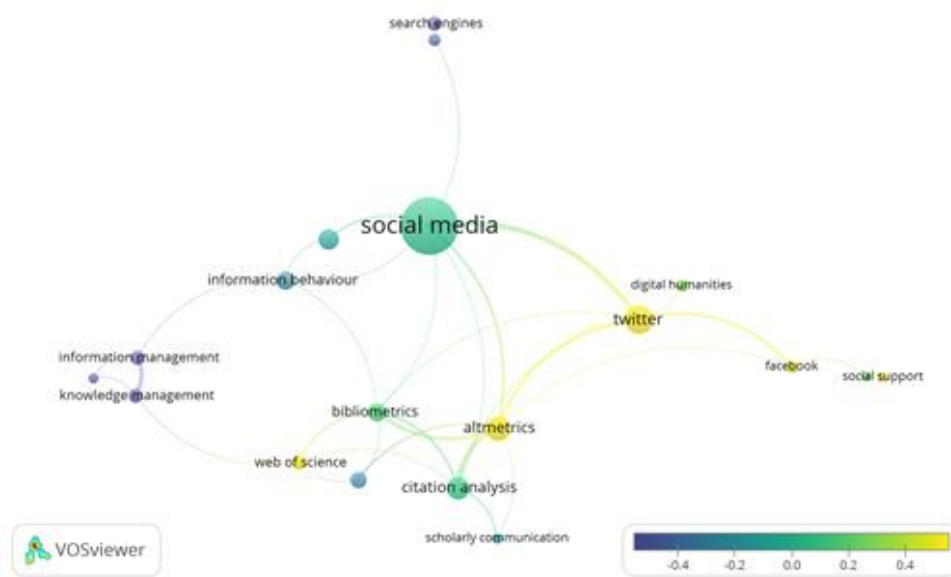 search engines
social media
information behaviour
digital humanities
twitter
information management
facebook
social support
knowledge management
bibliometrics
altmetrics
web of science
citation analysis
scholarly communication
VOSviewer
-0.4 -0.2 0.0 0.2 0.4